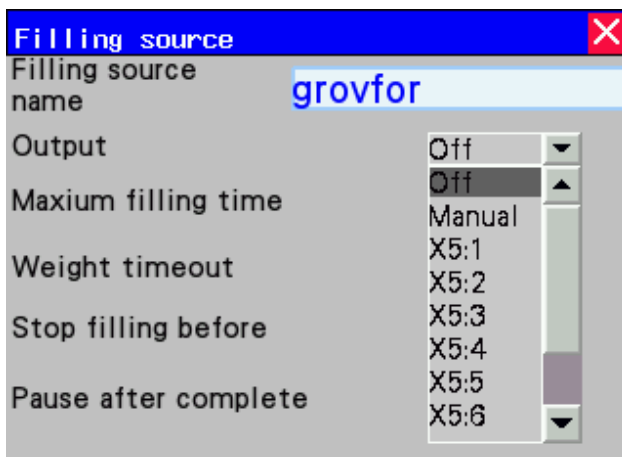 Filling source
Filling source
name
grovfor
Output
Off
Off
Manual
Maxium filling time
X5:1
Weight timeout
X5:2
X5:3
Stop filling before
X5:4
X5:5
Pause after complete
X5:6